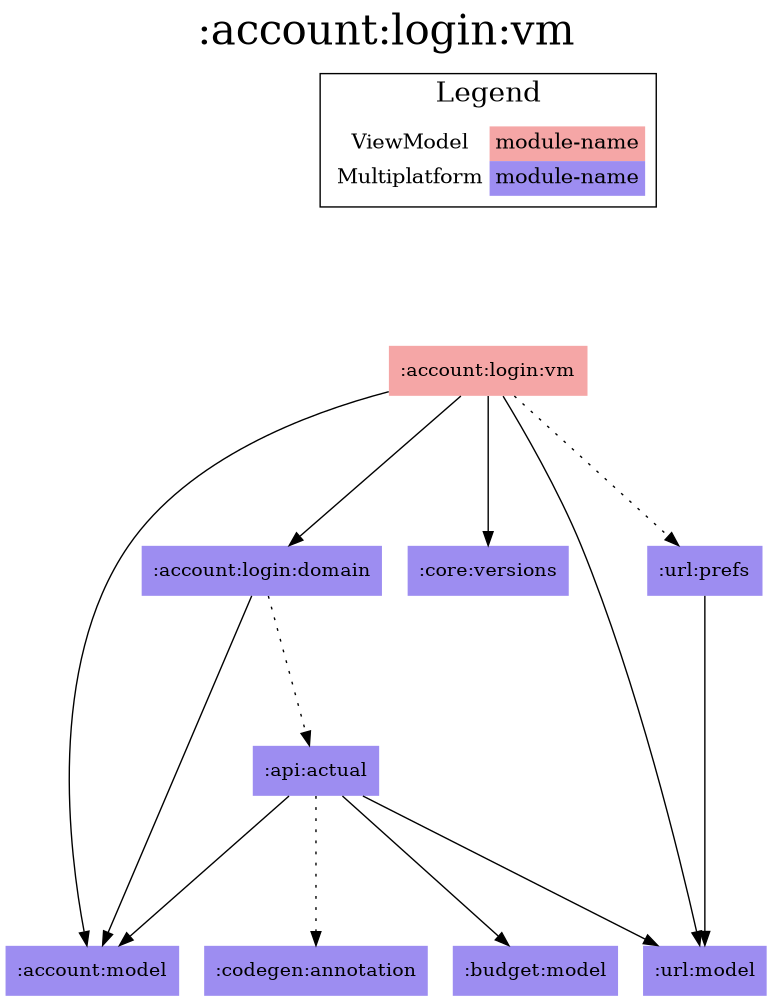 :account:login:vm
Legend
ViewModel module-name
Multiplatform module-name
:account:login:vm
:account:login:domain :core:versions :url:prefs
:api:actual
:account:model :codegen:annotation :budget:model :url:model